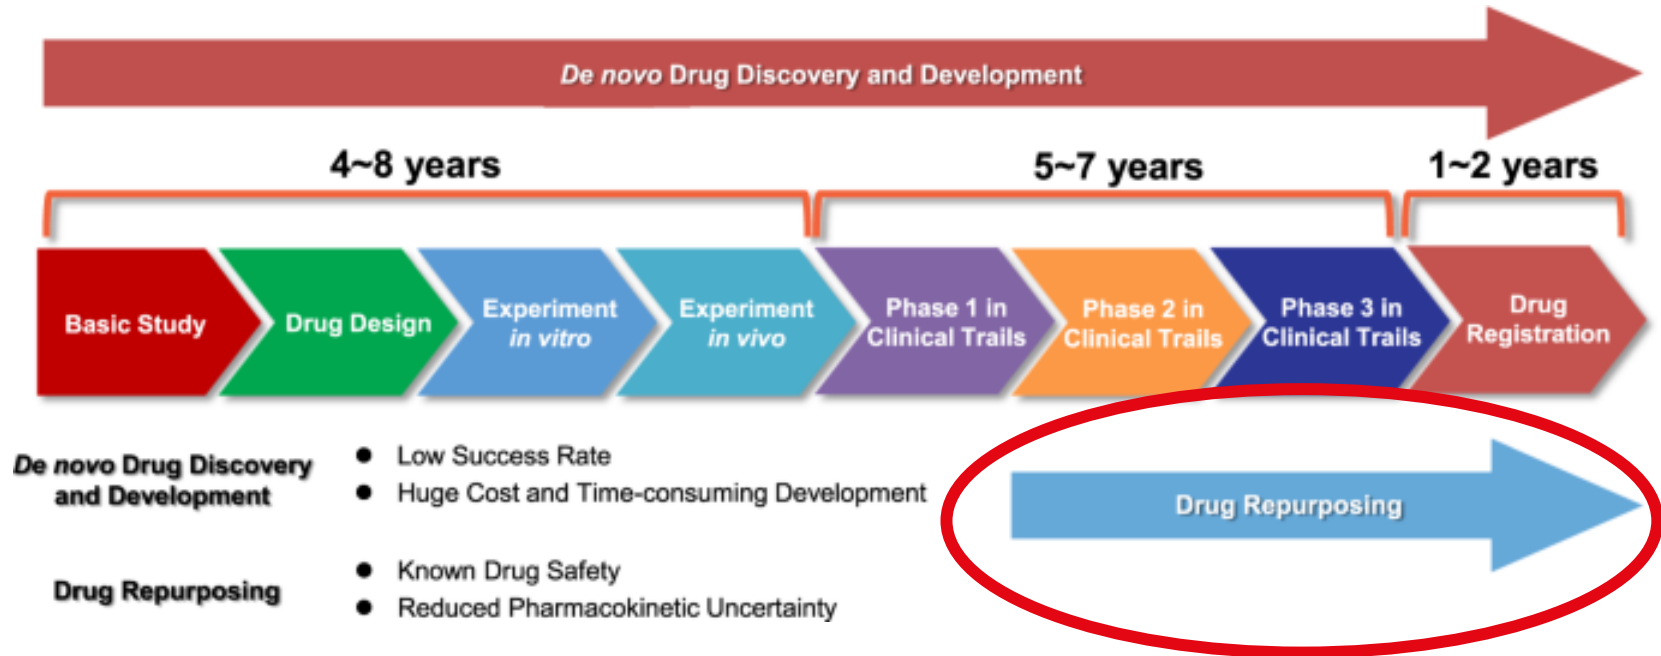 De novo Drug Discovery and Development
4~8 years
5~7 years
1~2 years
Basic Study
Drug Design
Experiment
in vitro
Experiment
in vivo
Phase 1 in
Clinical Trails
Phase 2 in
Clinical Trails
Phase 3 in
Clinical Trails
Drug
Registration
De novo Drug Discovery
and Development
● Low Success Rate
● Huge Cost and Time-consuming Development
Drug Repurposing
Drug Repurposing
● Known Drug Safety
● Reduced Pharmacokinetic Uncertainty